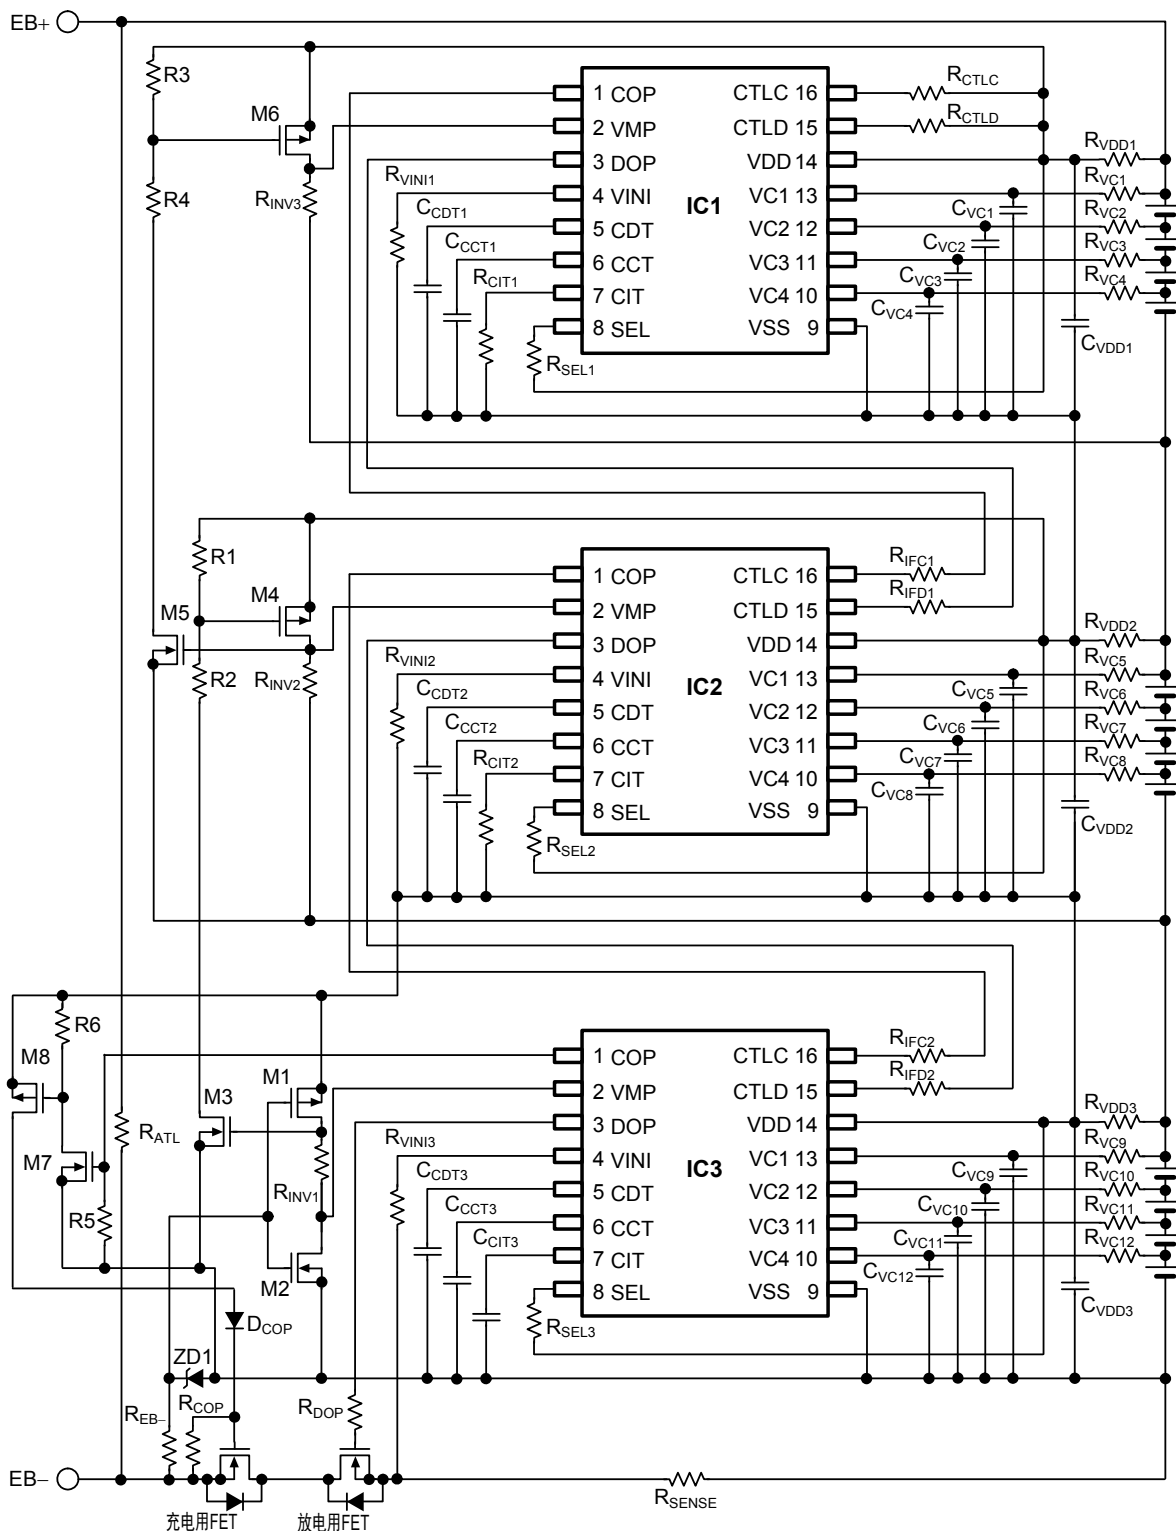 EB+
R3
M6
R4
RINV3
RVINI1
CCDT1
CCCT1
RCIT1
RSEL1
1 COP
2 VMP
3 DOP
4 VINI
5 CDT
6 CCT
7 CIT
8 SEL
IC1
CTLC 16
CTLD 15
VDD 14
VC1 13
VC2 12
VC3 11
VC4 10
VSS 9
RCTLC
RCTLD
RVDD1
RVC1
RVC2
RVC3
RVC4
CVC1
CVC2
CVC3
CVC4
CVDD1
R1
M4
M5
R2
RINV2
RVINI2
CCDT2
CCCT2
RCIT2
RSEL2
1 COP
2 VMP
3 DOP
4 VINI
5 CDT
6 CCT
7 CIT
8 SEL
IC2
CTLC 16
CTLD 15
VDD 14
VC1 13
VC2 12
VC3 11
VC4 10
VSS 9
RIFC1
RIFD1
RVDD2
RVC5
RVC6
RVC7
RVC8
CVC5
CVC6
CVC7
CVC8
CVDD2
R6
M8
M1
M3
RATL
M7
RINV1
R5
M2
DCOP
ZD1
RVINI3
CCDT3
CCCT3
CCIT3
RSEL3
1 COP
2 VMP
3 DOP
4 VINI
5 CDT
6 CCT
7 CIT
8 SEL
IC3
CTLC 16
CTLD 15
VDD 14
VC1 13
VC2 12
VC3 11
VC4 10
VSS 9
RIFC2
RIFD2
RVDD3
RVC9
RVC10
RVC11
RVC12
CVC9
CVC10
CVC11
CVC12
CVDD3
REB−
RCOP
RDOP
EB−
RSENSE
充电用FET
放电用FET